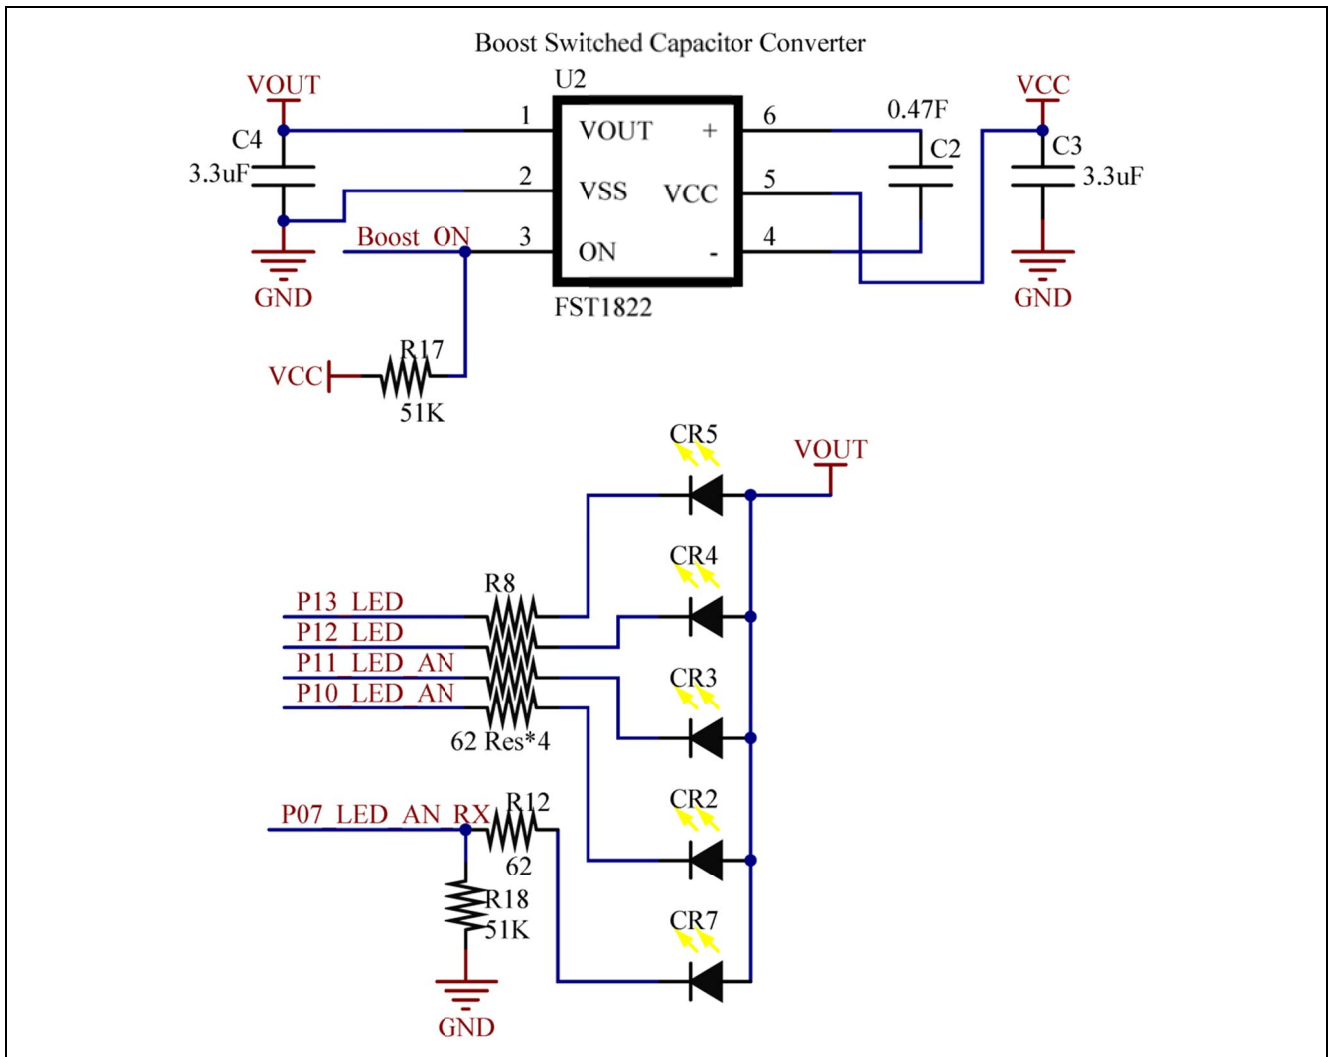 Boost Switched Capacitor Converter
VOUT
U2
VCC
C4
3.3uF
1
VOUT
+
6
0.47F
C2
C3
3.3uF
2
VSS
VCC
5
Boost_ON
3
ON
-
4
GND
FST1822
GND
R17
VCC
51K
CR5
VOUT
CR4
R8
P13_LED
P12_LED
P11_LED_AN
P10_LED_AN
CR3
62 Res*4
CR2
P07_LED_AN_RX
R12
62
R18
51K
CR7
GND